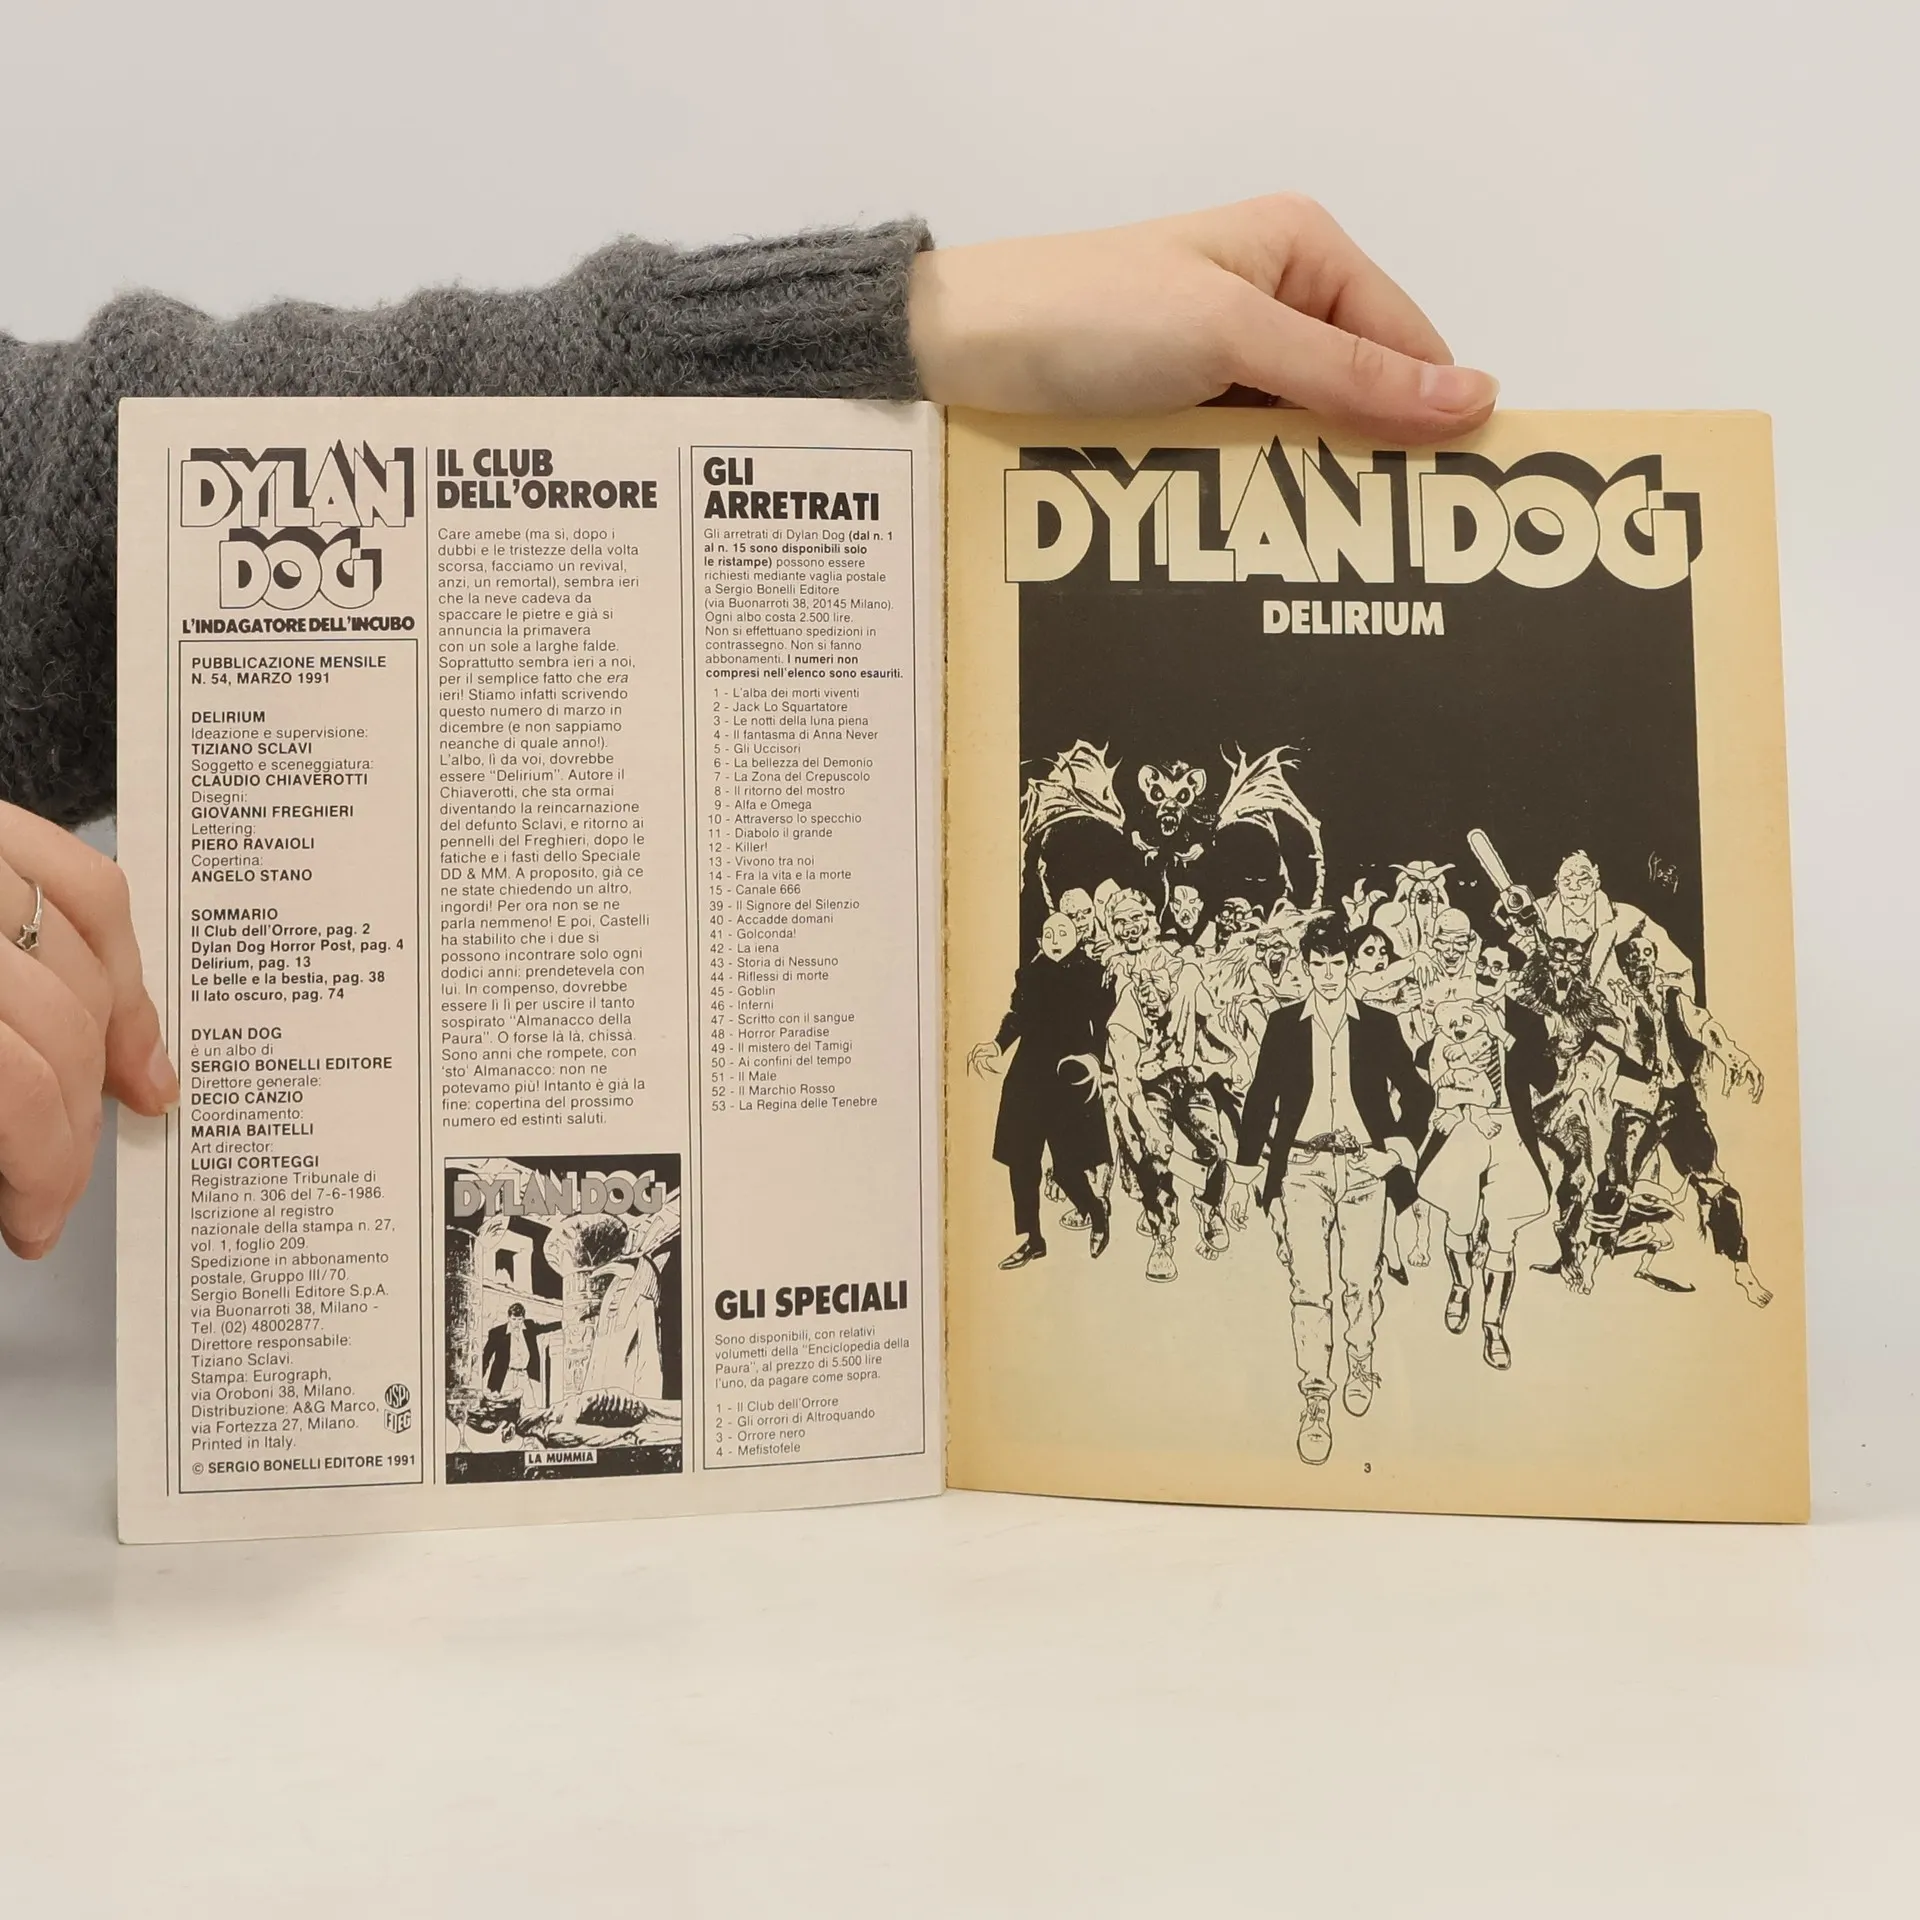 DYLAN
DOG
L'INDAGATORE DELL'INCUBO
PUBBLICAZIONE MENSILE
N. 54, MARZO 1991
DELIRIUM
Ideazione e supervisione:
TIZIANO SCLAVI
Soggetto e sceneggiatura:
CLAUDIO CHIAVEROTTI
Disegni:
GIOVANNI FREGHIERI
Lettering:
PIERO RAVAIOLI
Copertina:
ANGELO STANO
SOMMARIO
Il Club dell'Orrore, pag. 2
Dylan Dog Horror Post, pag. 4
Delirium, pag. 13
Le belle e la bestia, pag. 38
Il lato oscuro, pag. 74
DYLAN DOG
è un albo di
SERGIO BONELLI EDITORE
Direttore generale:
DECIO CANZIO
Coordinamento:
MARIA BAITELLI
Art director:
LUIGI CORTEGGI
Registrazione Tribunale di
Milano n. 306 del 7-6-1986.
Iscrizione al registro
nazionale della stampa n. 27,
vol. 1, foglio 209.
Spedizione in abbonamento
postale, Gruppo III/70.
Sergio Bonelli Editore S.p.A.
via Buonarroti 38, Milano -
Tel. (02) 48002877.
Direttore responsabile:
Tiziano Sclavi.
Stampa: Eurograph,
via Oroboni 38, Milano.
Distribuzione: A&G Marco,
via Fortezza 27, Milano.
Printed in Italy.
USPI
FIEG
© SERGIO BONELLI EDITORE 1991
IL CLUB
DELL'ORRORE
Care amebe (ma sì, dopo i
dubbi e le tristezze della volta
scorsa, facciamo un revival,
anzi, un remortal), sembra ieri
che la neve cadeva da
spaccare le pietre e già si
annuncia la primavera
con un sole a larghe falde.
Soprattutto sembra ieri a noi,
per il semplice fatto che era
ieri! Stiamo infatti scrivendo
questo numero di marzo in
dicembre (e non sappiamo
neanche di quale anno!).
L'albo, lì da voi, dovrebbe
essere "Delirium". Autore il
Chiaverotti, che sta ormai
diventando la reincarnazione
del defunto Sclavi, e ritorno ai
pennelli del Freghieri, dopo le
fatiche e i fasti dello Speciale
DD & MM. A proposito, già ce
ne state chiedendo un altro,
ingordi! Per ora non se ne
parla nemmeno! E poi, Castelli
ha stabilito che i due si
possono incontrare solo ogni
dodici anni: prendetevela con
lui. In compenso, dovrebbe
essere lì lì per uscire il tanto
sospirato "Almanacco della
Paura". O forse là là, chissà.
Sono anni che rompete, con
'sto' Almanacco: non ne
potevamo più! Intanto è già la
fine: copertina del prossimo
numero ed estinti saluti.
DYLAN DOG
LA MUMMIA
GLI
ARRETRATI
Gli arretrati di Dylan Dog (dal n. 1
al n. 15 sono disponibili solo
le ristampe) possono essere
richiesti mediante vaglia postale
a Sergio Bonelli Editore
(via Buonarroti 38, 20145 Milano).
Ogni albo costa 2.500 lire.
Non si effettuano spedizioni in
contrassegno. Non si fanno
abbonamenti. I numeri non
compresi nell'elenco sono esauriti.
1 - L'alba dei morti viventi
2 - Jack Lo Squartatore
3 - Le notti della luna piena
4 - Il fantasma di Anna Never
5 - Gli Uccisori
6 - La bellezza del Demonio
7 - La Zona del Crepuscolo
8 - Il ritorno del mostro
9 - Alfa e Omega
10 - Attraverso lo specchio
11 - Diabolo il grande
12 - Killer!
13 - Vivono tra noi
14 - Fra la vita e la morte
15 - Canale 666
39 - Il Signore del Silenzio
40 - Accadde domani
41 - Golconda!
42 - La iena
43 - Storia di Nessuno
44 - Riflessi di morte
45 - Goblin
46 - Inferni
47 - Scritto con il sangue
48 - Horror Paradise
49 - Il mistero del Tamigi
50 - Ai confini del tempo
51 - Il Male
52 - Il Marchio Rosso
53 - La Regina delle Tenebre
GLI SPECIALI
Sono disponibili, con relativi
volumetti della "Enciclopedia della
Paura", al prezzo di 5.500 lire
l'uno, da pagare come sopra.
1 - Il Club dell'Orrore
2 - Gli orrori di Altroquando
3 - Orrore nero
4 - Mefistofele
DYLAN DOG
DELIRIUM
3